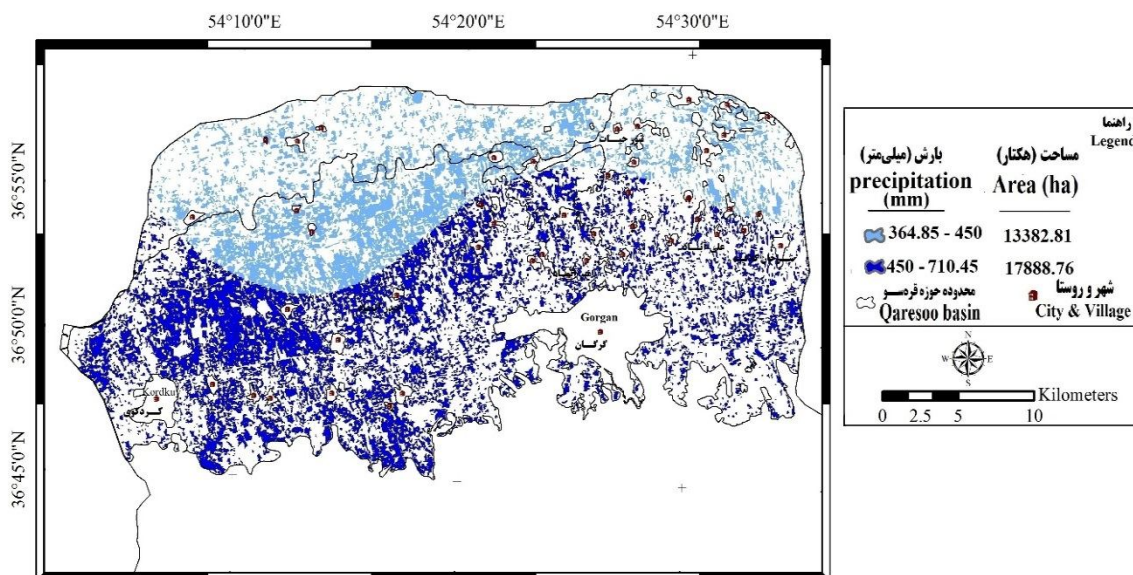 54°10'0"E 54°20'0"E 54°30'0"E
36°55'0"N
36°50'0"N
36°45'0"N
Gorgan
گرگان
Kordku
کردکوی
راهنما
Legend
بارش (میلی‌متر) مساحت (هکتار)
precipitation Area (ha)
(mm)
364.85 - 450 13382.81
450 - 710.45 17888.76
محدوده حوزه قره‌سو شهر و روستا
Qaresoo basin City & Village
N
W E
S
Kilometers
0 2.5 5 10